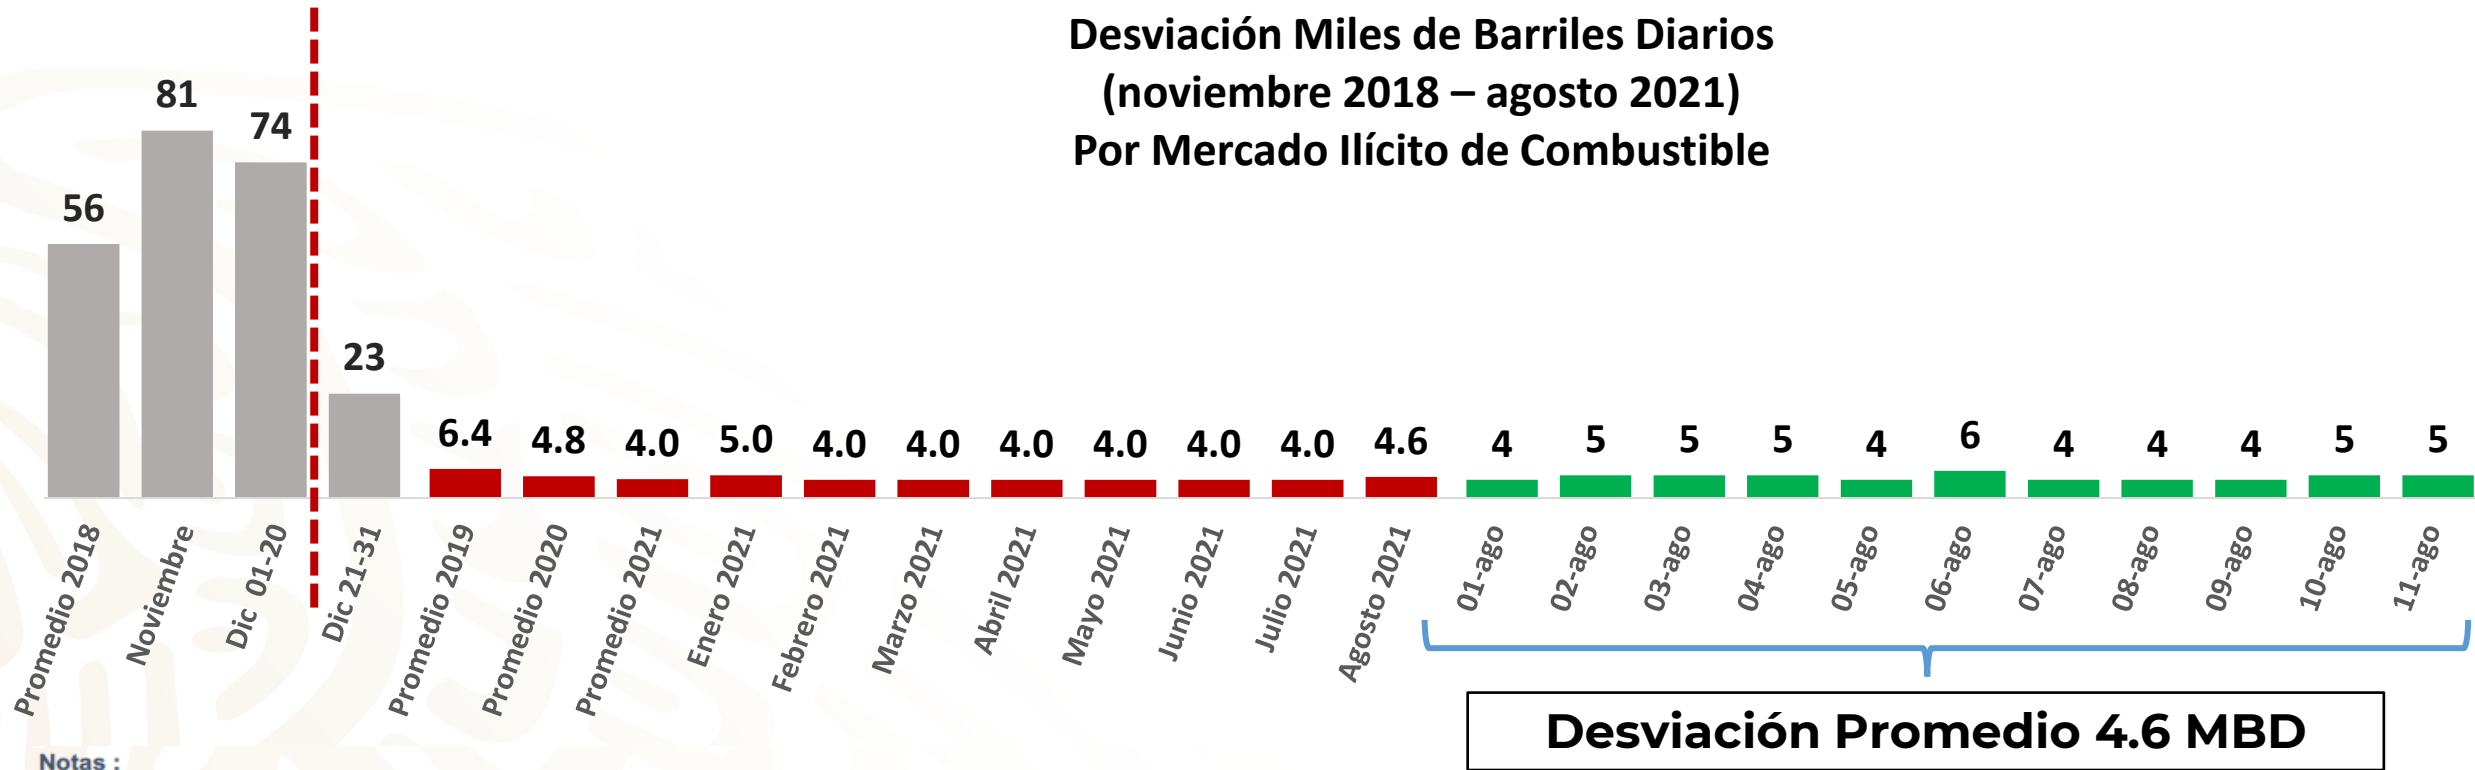 Desviación Miles de Barriles Diarios
(noviembre 2018 – agosto 2021)
Por Mercado Ilícito de Combustible
56
81
74
23
6.4
4.8
4.0
5.0
4.0
4.0
4.0
4.0
4.0
4.0
4.6
4
5
5
5
4
6
4
4
4
5
5
Promedio 2018
Noviembre
Dic 01-20
Dic 21-31
Promedio 2019
Promedio 2020
Promedio 2021
Enero 2021
Febrero 2021
Marzo 2021
Abril 2021
Mayo 2021
Junio 2021
Julio 2021
Agosto 2021
01-ago
02-ago
03-ago
04-ago
05-ago
06-ago
07-ago
08-ago
09-ago
10-ago
11-ago
Desviación Promedio 4.6 MBD
Notas :